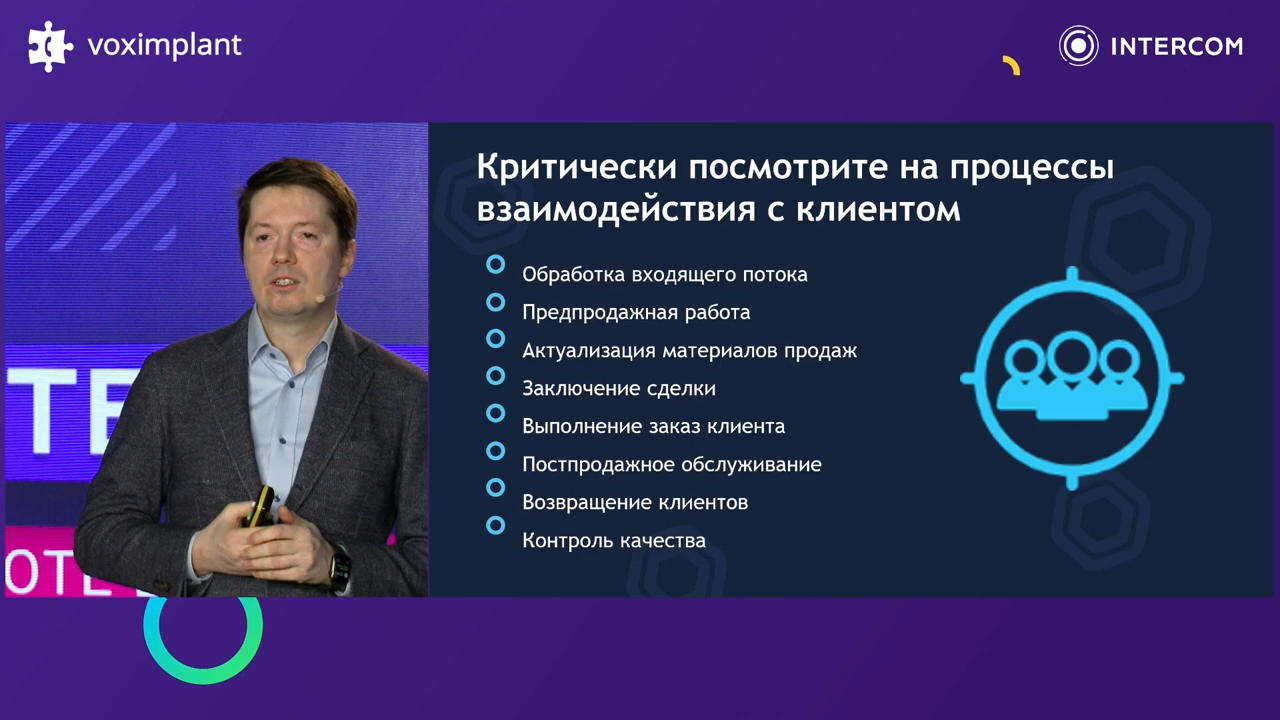 voximplant
INTERCOM
Критически посмотрите на процессы
взаимодействия с клиентом
Обработка входящего потока
Предпродажная работа
Актуализация материалов продаж
Заключение сделки
Выполнение заказ клиента
Постпродажное обслуживание
Возвращение клиентов
Контроль качества